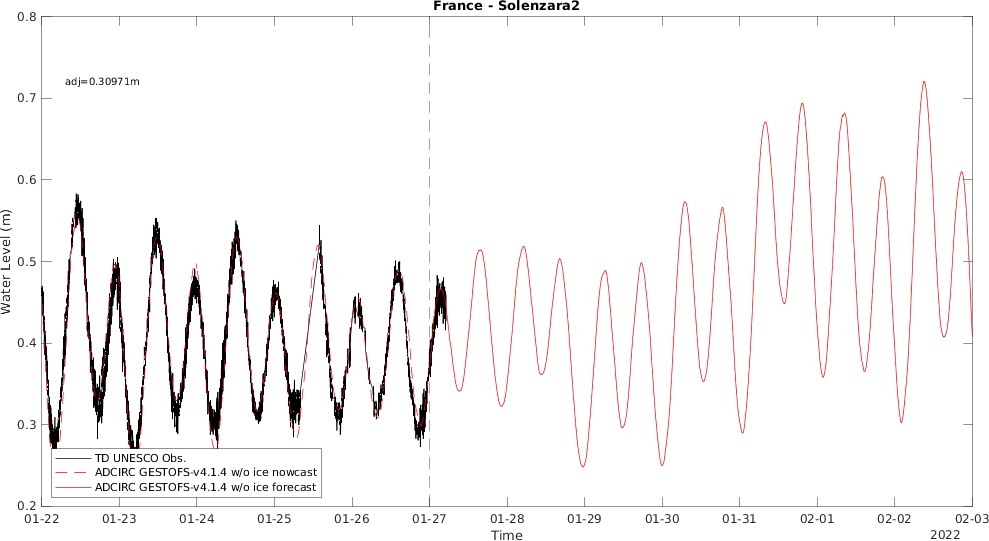 France - Solenzara2
adj=0.30971m
Water Level (m)
0.8
0.7
0.6
0.5
0.4
0.3
0.2
TD UNESCO Obs.
ADCIRC GESTOFS-v4.1.4 w/o ice nowcast
ADCIRC GESTOFS-v4.1.4 w/o ice forecast
01-22 01-23 01-24 01-25 01-26 01-27 01-28 01-29 01-30 01-31 02-01 02-02 02-03
Time
2022